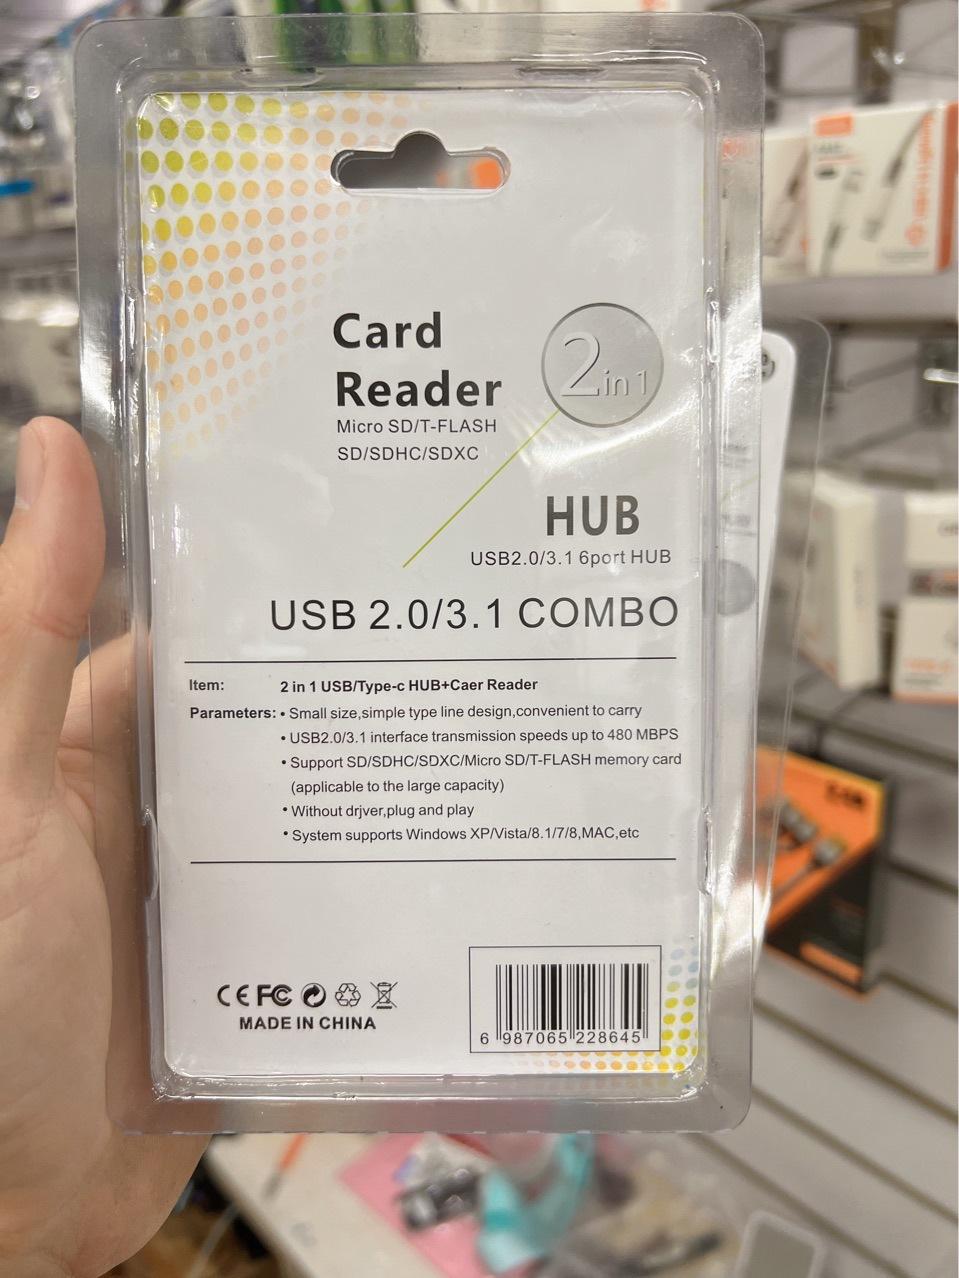 Card
Reader
Micro SD/T-FLASH
SD/SDHC/SDXC
2in1
HUB
USB2.0/3.1 6port HUB
USB 2.0/3.1 COMBO
Item: 2 in 1 USB/Type-c HUB+Caer Reader
Parameters: • Small size,simple type line design,convenient to carry
• USB2.0/3.1 interface transmission speeds up to 480 MBPS
• Support SD/SDHC/SDXC/Micro SD/T-FLASH memory card
(applicable to the large capacity)
• Without drjver,plug and play
• System supports Windows XP/Vista/8.1/7/8,MAC,etc
CE FC
MADE IN CHINA
6 987065 228645